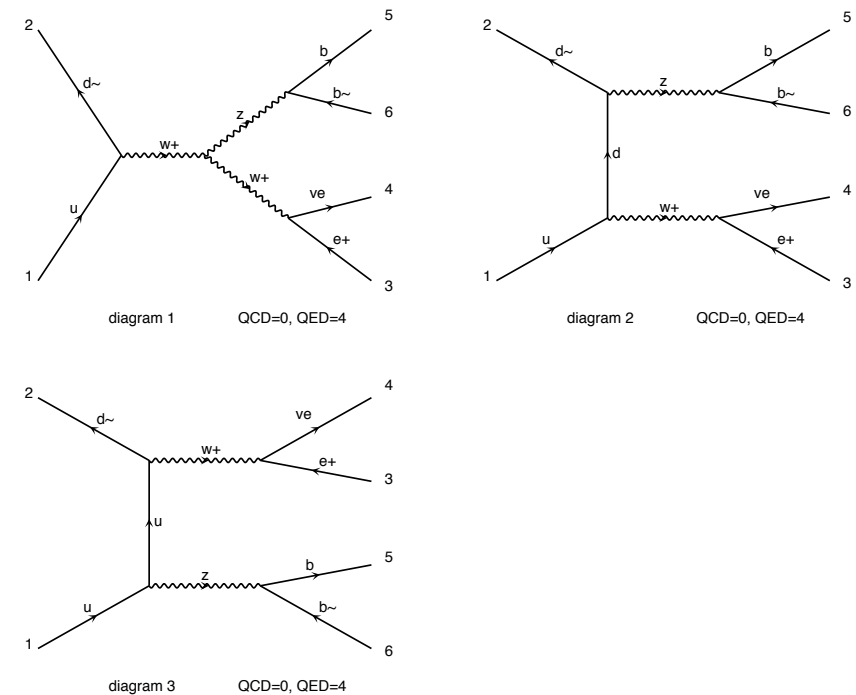 2
d~
u
1
w+
z
w+
b
5
b~
6
ve
4
e+
3
diagram 1 QCD=0, QED=4
2
d~
d
u
1
z
b
5
b~
6
w+
ve
4
e+
3
diagram 2 QCD=0, QED=4
2
d~
u
u
1
w+
ve
4
e+
3
z
b
5
b~
6
diagram 3 QCD=0, QED=4